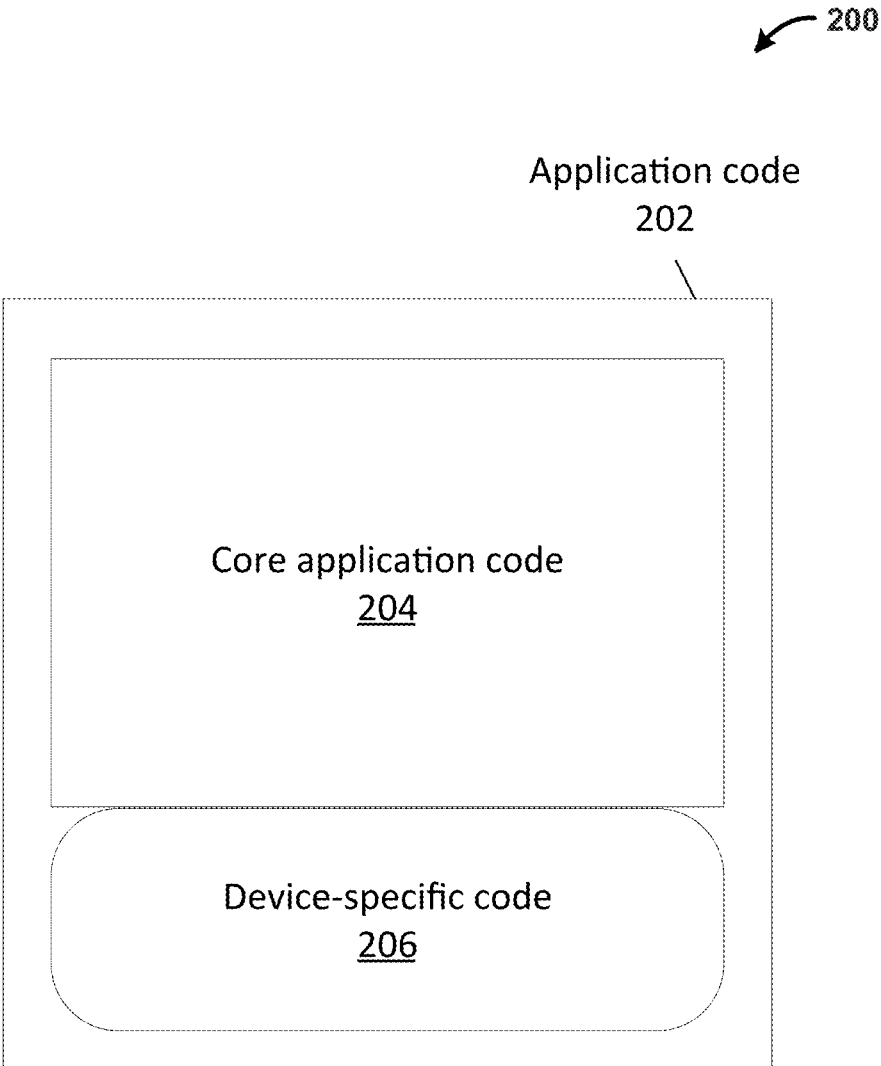 200
Application code
202
Core application code
204
Device-specific code
206